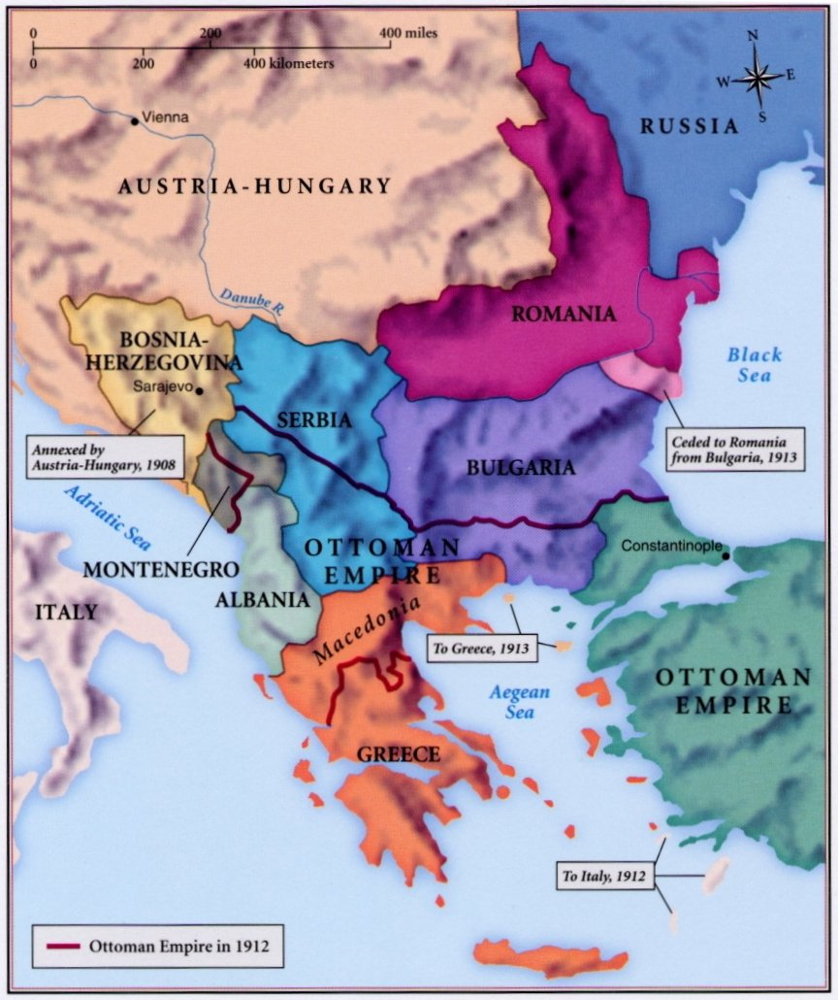 0 200 400 miles
0 200 400 kilometers
N
W E
S
Vienna
RUSSIA
AUSTRIA-HUNGARY
Danube R.
ROMANIA
BOSNIA-
HERZEGOVINA
Sarajevo
Black
Sea
SERBIA
Annexed by
Austria-Hungary, 1908
BULGARIA
Ceded to Romania
from Bulgaria, 1913
Adriatic Sea
OTTOMAN
EMPIRE
Constantinople
MONTENEGRO
ALBANIA
ITALY
Macedonia
To Greece, 1913
OTTOMAN
EMPIRE
Aegean
Sea
GREECE
To Italy, 1912
Ottoman Empire in 1912